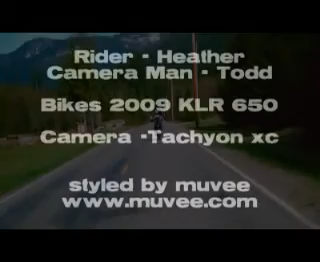 Rider - Heather
Camera Man - Todd
Bikes 2009 KLR 650
Camera -Tachyon xc
styled by muvee
www.muvee.com